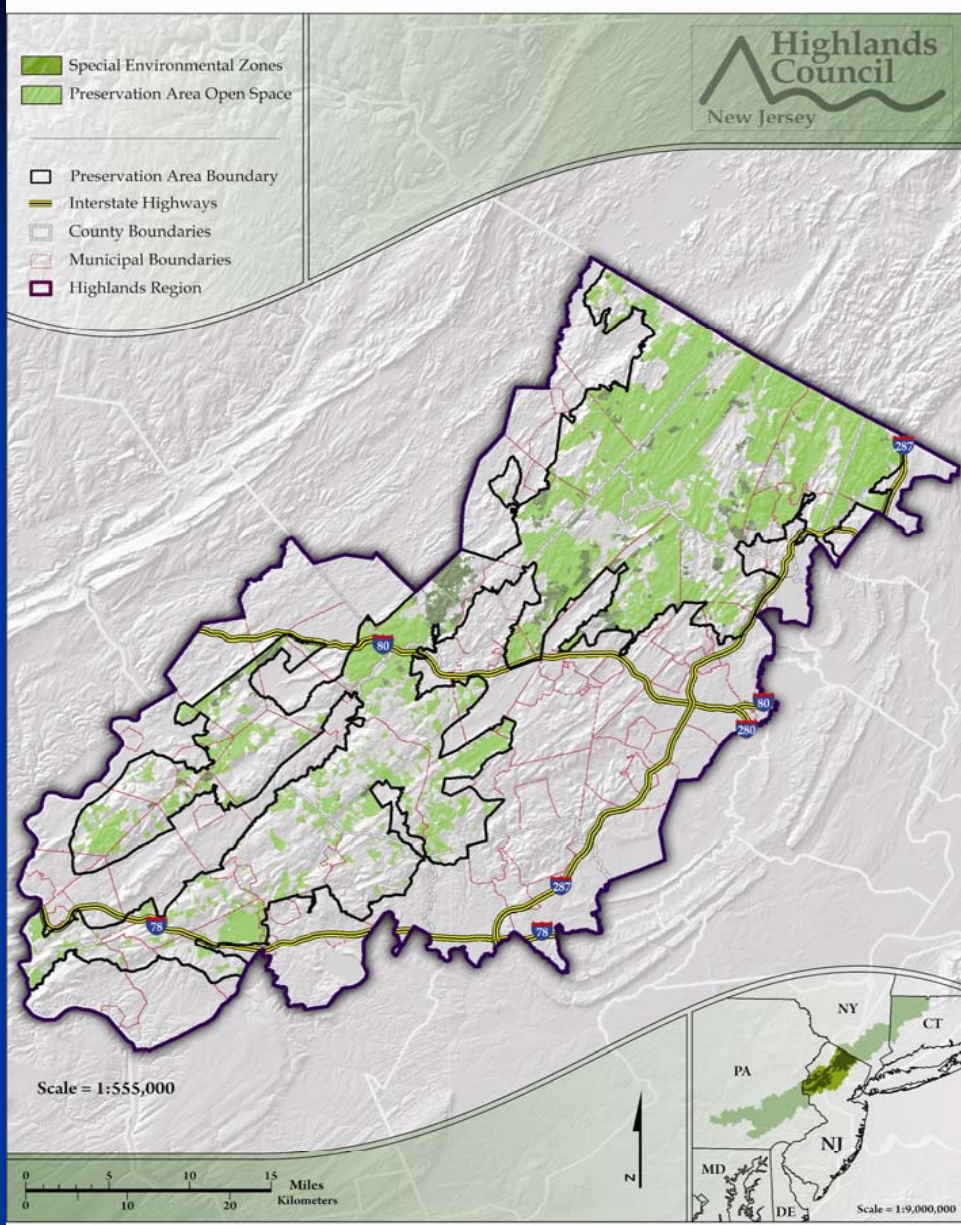 Special Environmental Zones
Preservation Area Open Space
Preservation Area Boundary
Interstate Highways
County Boundaries
Municipal Boundaries
Highlands Region
Highlands
Council
New Jersey
287
80
80
280
287
78
78
Scale = 1:555,000
0 5 10 15
Miles
Kilometers
0 10 20
N
NY
CT
PA
NJ
MD
DE
Scale = 1:9,000,000